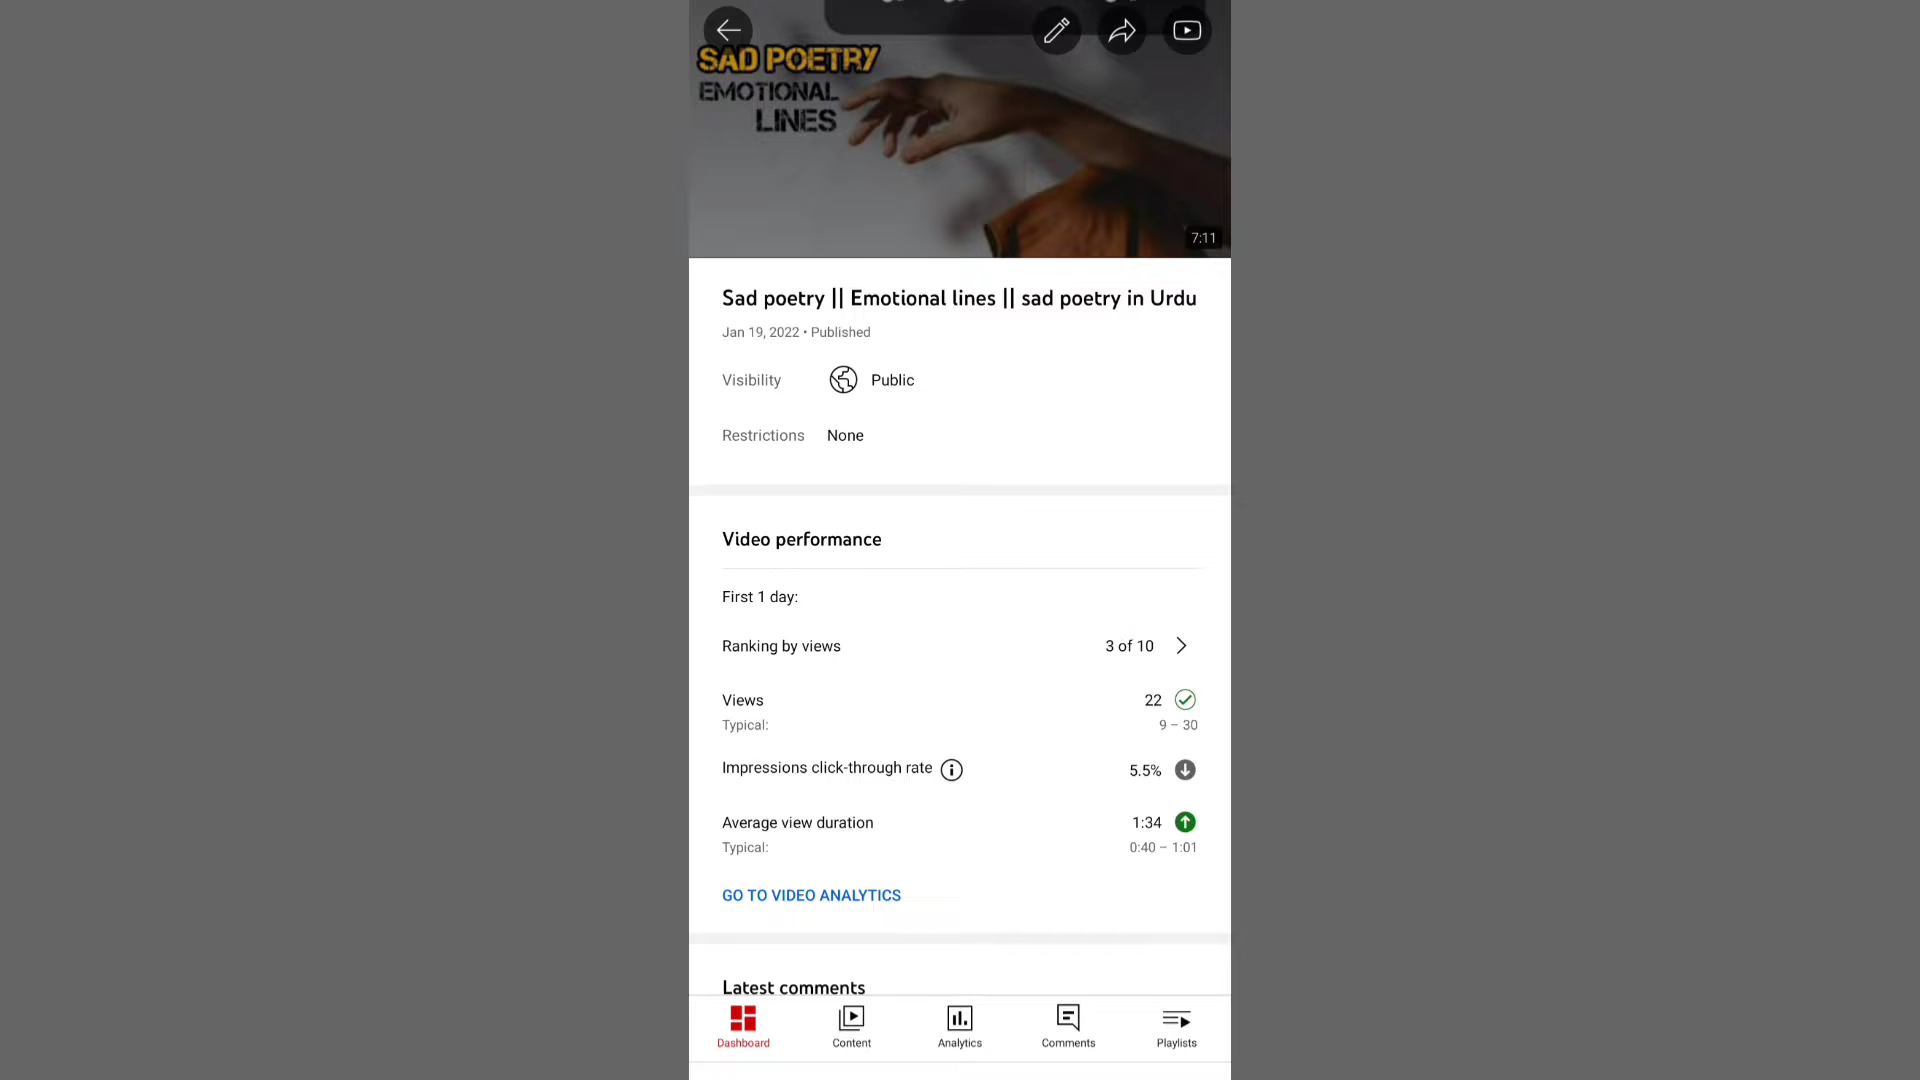 SAD POETRY
EMOTIONAL
LINES
7:11
Sad poetry || Emotional lines || sad poetry in Urdu
Jan 19, 2022 • Published
Visibility Public
Restrictions None
Video performance
First 1 day:
Ranking by views 3 of 10
Views 22
Typical: 9 – 30
Impressions click-through rate 5.5%
Average view duration 1:34
Typical: 0:40 – 1:01
GO TO VIDEO ANALYTICS
Latest comments
Dashboard Content Analytics Comments Playlists